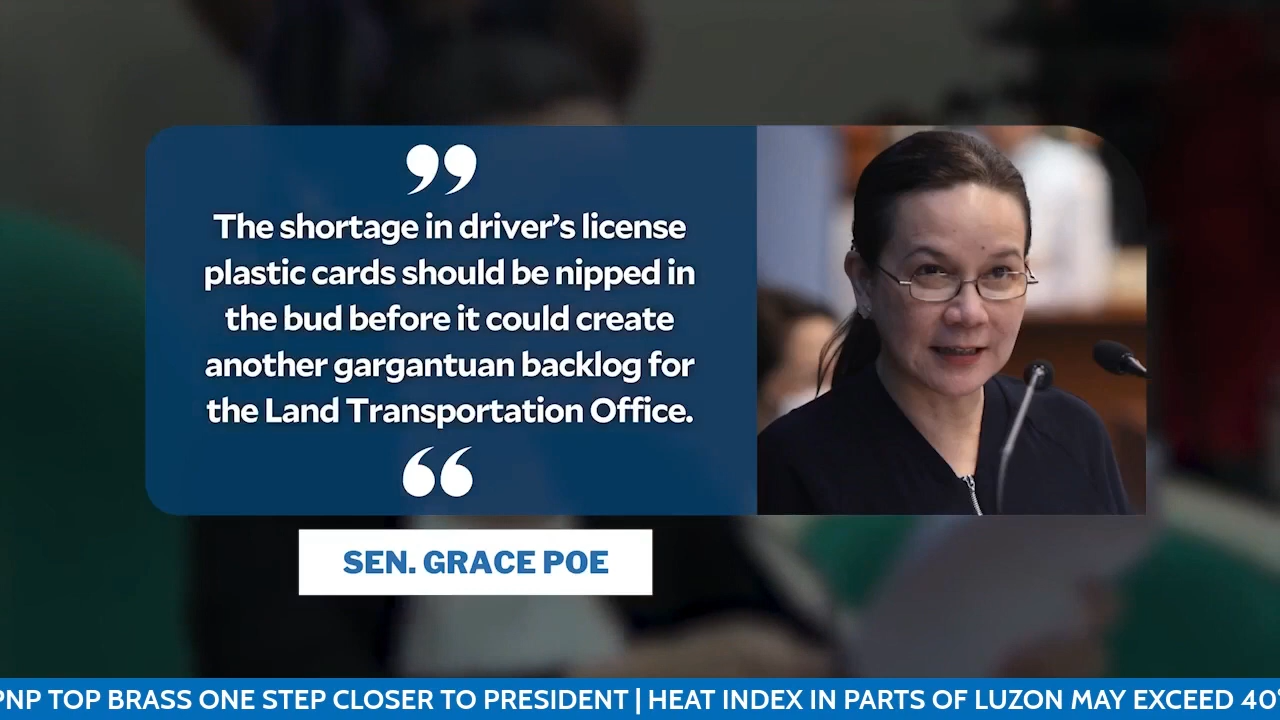 ”
The shortage in driver’s license
plastic cards should be nipped in
the bud before it could create
another gargantuan backlog for
the Land Transportation Office.
“
SEN. GRACE POE
PNP TOP BRASS ONE STEP CLOSER TO PRESIDENT | HEAT INDEX IN PARTS OF LUZON MAY EXCEED 40°